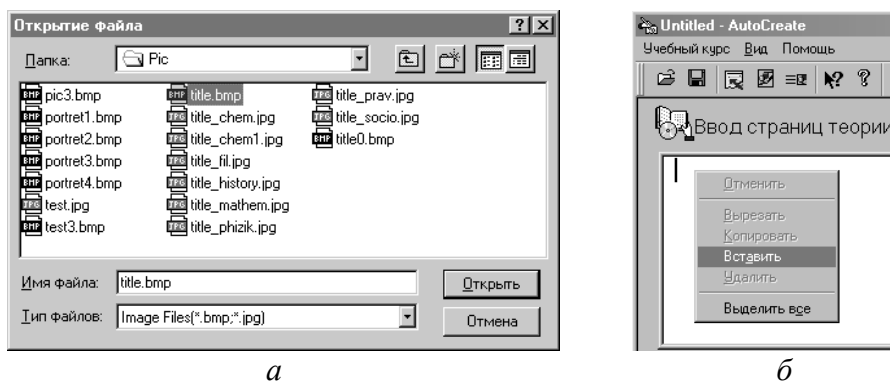 Открытие файла
Папка: Pic
pic3.bmp title.bmp title_prav.jpg
portret1.bmp title_chem.jpg title_socio.jpg
portret2.bmp title_chem1.jpg title0.bmp
portret3.bmp title_fil.jpg
portret4.bmp title_history.jpg
test.jpg title_mathem.jpg
test3.bmp title_phizik.jpg
Имя файла: title.bmp Открыть
Тип файлов: Image Files(*.bmp;*.jpg) Отмена
а
Untitled - AutoCreate
Учебный курс Вид Помощь
Ввод страниц теории
Отменить
Вырезать
Копировать
Вставить
Удалить
Выделить все
б